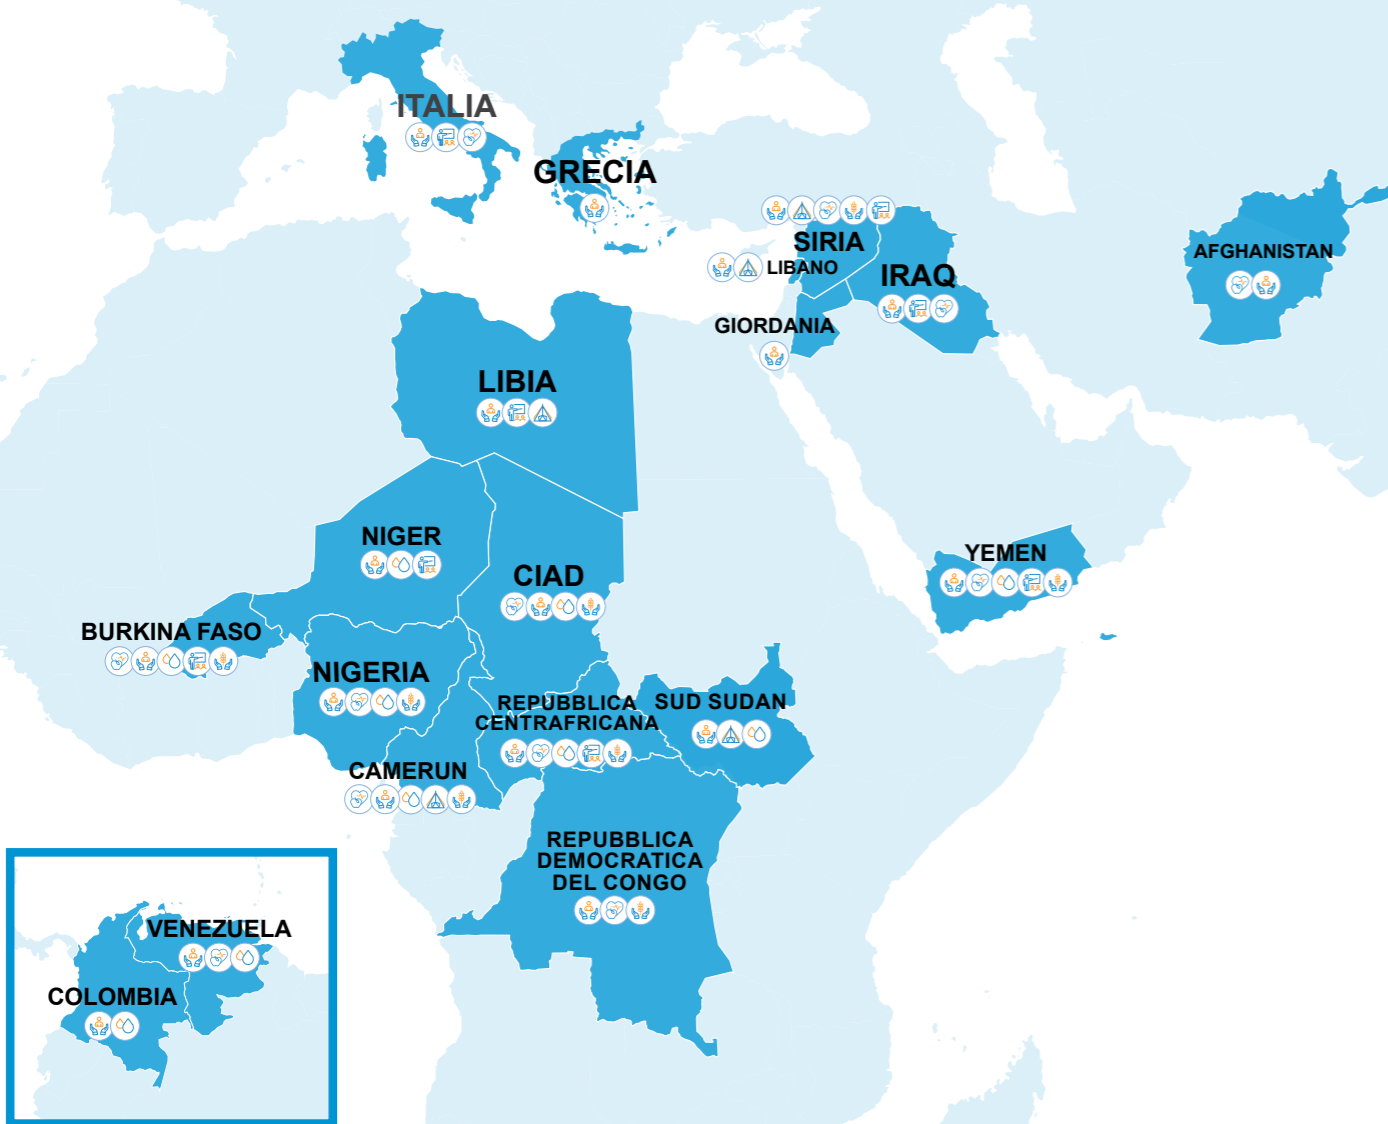 ITALIA
GRECIA
SIRIA
LIBANO
IRAQ
AFGHANISTAN
GIORDANIA
LIBIA
NIGER
CIAD
YEMEN
BURKINA FASO
NIGERIA
REPUBBLICA
CENTRAFRICANA
SUD SUDAN
CAMERUN
REPUBBLICA
DEMOCRATICA
DEL CONGO
VENEZUELA
COLOMBIA